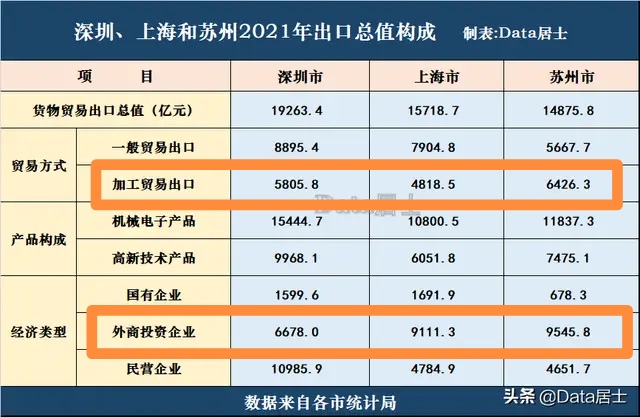 深圳、上海和苏州2021年出口总值构成 制表:Data居士
项 目 深圳市 上海市 苏州市
货物贸易出口总值（亿元） 19263.4 15718.7 14875.8
贸易方式 一般贸易出口 8895.4 7904.8 5667.7
加工贸易出口 5805.8 4818.5 6426.3
Data居士
产品构成 机械电子产品 15444.7 10800.5 11837.3
高新技术产品 9968.1 6051.8 7475.1
经济类型 国有企业 1599.6 1691.9 678.3
外商投资企业 6678.0 9111.3 9545.8
民营企业 10985.9 4784.9 4651.7
数据来自各市统计局
头条 @Data居士